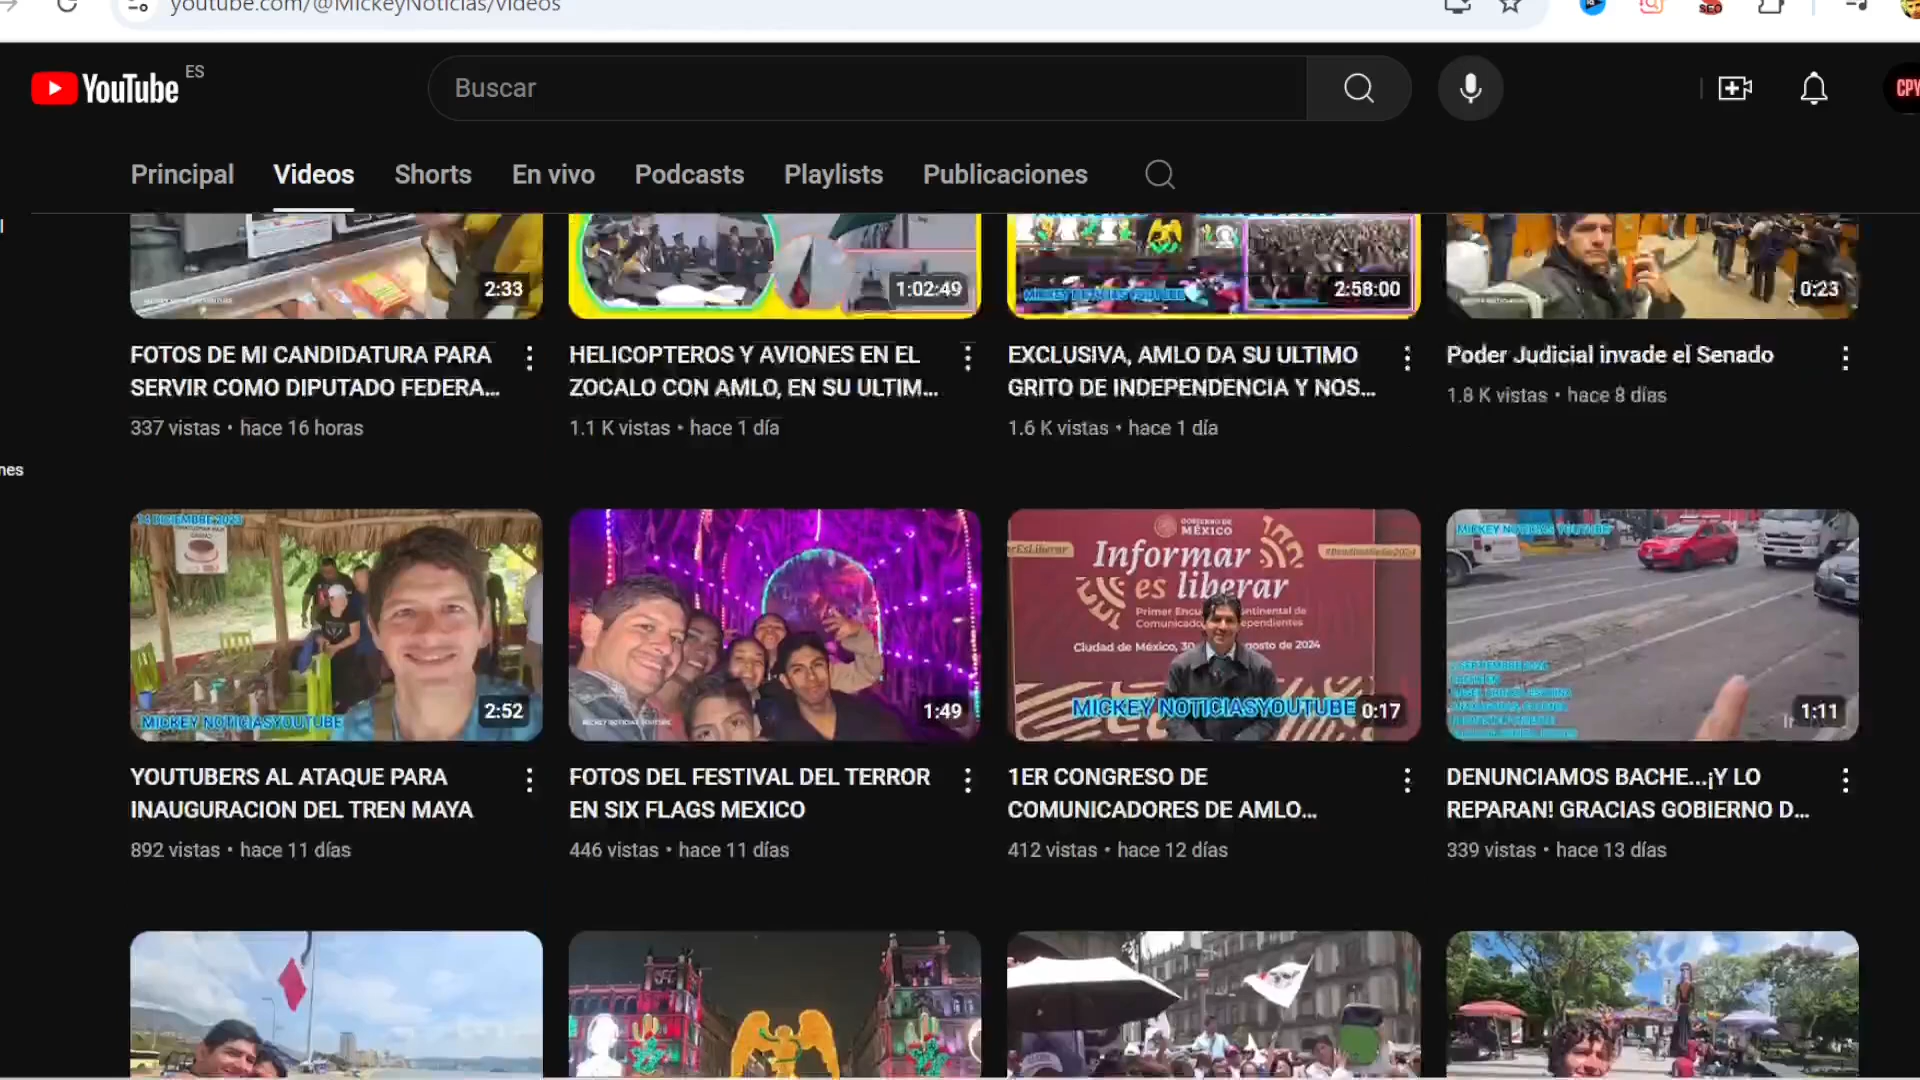 youtube.com/@MickeyNoticias/videos
SEO
YouTube ES
Buscar
CPY
Principal
Videos
Shorts
En vivo
Podcasts
Playlists
Publicaciones
2:33
1:02:49
2:58:00
0:23
FOTOS DE MI CANDIDATURA PARA
SERVIR COMO DIPUTADO FEDERA...
337 vistas • hace 16 horas
HELICOPTEROS Y AVIONES EN EL
ZOCALO CON AMLO, EN SU ULTIM...
1.1 K vistas • hace 1 día
EXCLUSIVA, AMLO DA SU ULTIMO
GRITO DE INDEPENDENCIA Y NOS...
1.6 K vistas • hace 1 día
Poder Judicial invade el Senado
1.8 K vistas • hace 8 días
nes
14 DICIEMBRE 2023
MICKEY NOTICIASYOUTUBE
2:52
MICKEY NOTICIAS YOUTUBE
1:49
GOBIERNO DE
MÉXICO
Informar
es liberar
Ciudad de México, 30
agosto de 2024
MICKEY NOTICIASYOUTUBE
0:17
MICKEY NOTICIAS YOUTUBE
1:11
YOUTUBERS AL ATAQUE PARA
INAUGURACION DEL TREN MAYA
892 vistas • hace 11 días
FOTOS DEL FESTIVAL DEL TERROR
EN SIX FLAGS MEXICO
446 vistas • hace 11 días
1ER CONGRESO DE
COMUNICADORES DE AMLO...
412 vistas • hace 12 días
DENUNCIAMOS BACHE...¡Y LO
REPARAN! GRACIAS GOBIERNO D...
339 vistas • hace 13 días